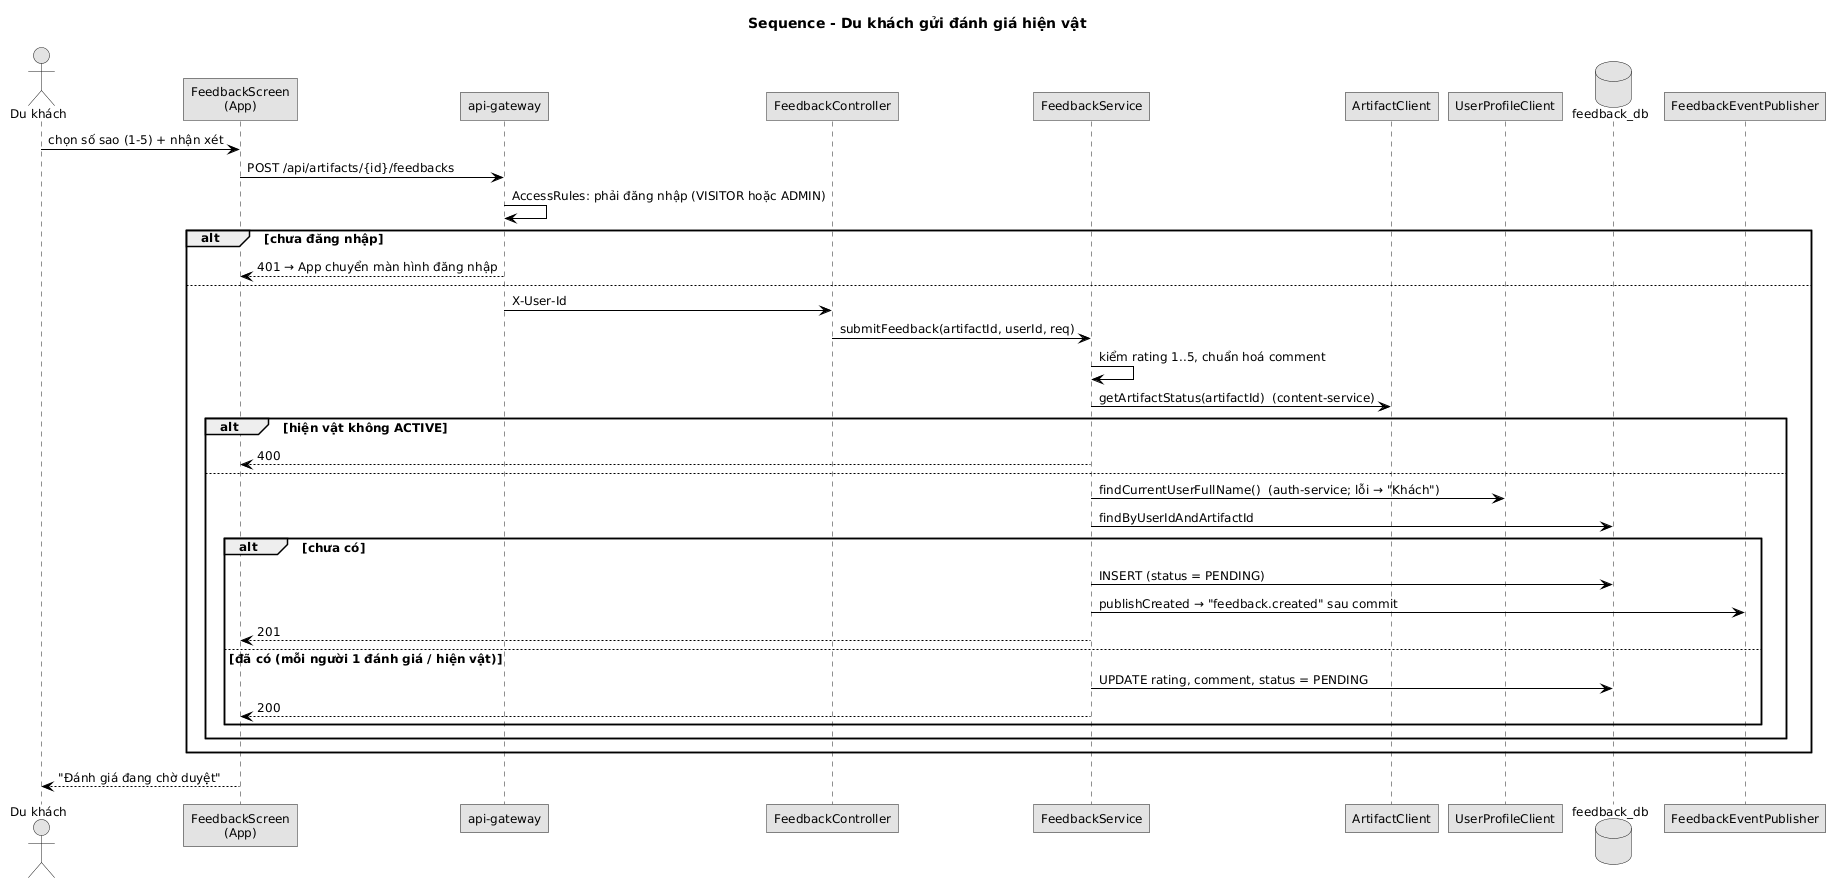 Sequence - Du khách gửi đánh giá hiện vật
Du khách
FeedbackScreen
(App)
api-gateway
FeedbackController
FeedbackService
ArtifactClient
UserProfileClient
feedback_db
FeedbackEventPublisher
chọn số sao (1-5) + nhận xét
POST /api/artifacts/{id}/feedbacks
AccessRules: phải đăng nhập (VISITOR hoặc ADMIN)
alt [chưa đăng nhập]
401 → App chuyển màn hình đăng nhập
X-User-Id
submitFeedback(artifactId, userId, req)
kiểm rating 1..5, chuẩn hoá comment
getArtifactStatus(artifactId) (content-service)
alt [hiện vật không ACTIVE]
400
findCurrentUserFullName() (auth-service; lỗi → "Khách")
findByUserIdAndArtifactId
alt [chưa có]
INSERT (status = PENDING)
publishCreated → "feedback.created" sau commit
201
[đã có (mỗi người 1 đánh giá / hiện vật)]
UPDATE rating, comment, status = PENDING
200
"Đánh giá đang chờ duyệt"
Du khách
FeedbackScreen
(App)
api-gateway
FeedbackController
FeedbackService
ArtifactClient
UserProfileClient
feedback_db
FeedbackEventPublisher